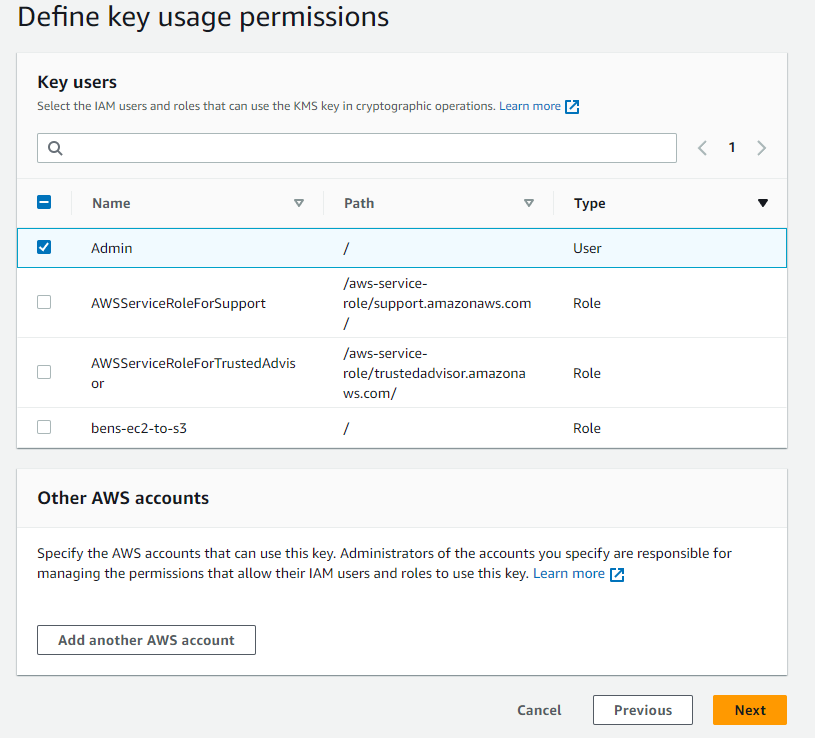 Define key usage permissions
Key users
Select the IAM users and roles that can use the KMS key in cryptographic operations. Learn more
1
Name Path Type
Admin / User
AWSServiceRoleForSupport /aws-service-
role/support.amazonaws.com Role
/
AWSServiceRoleForTrustedAdvis /aws-service-
or role/trustedadvisor.amazona Role
ws.com/
bens-ec2-to-s3 / Role
Other AWS accounts
Specify the AWS accounts that can use this key. Administrators of the accounts you specify are responsible for
managing the permissions that allow their IAM users and roles to use this key. Learn more
Add another AWS account
Cancel Previous Next